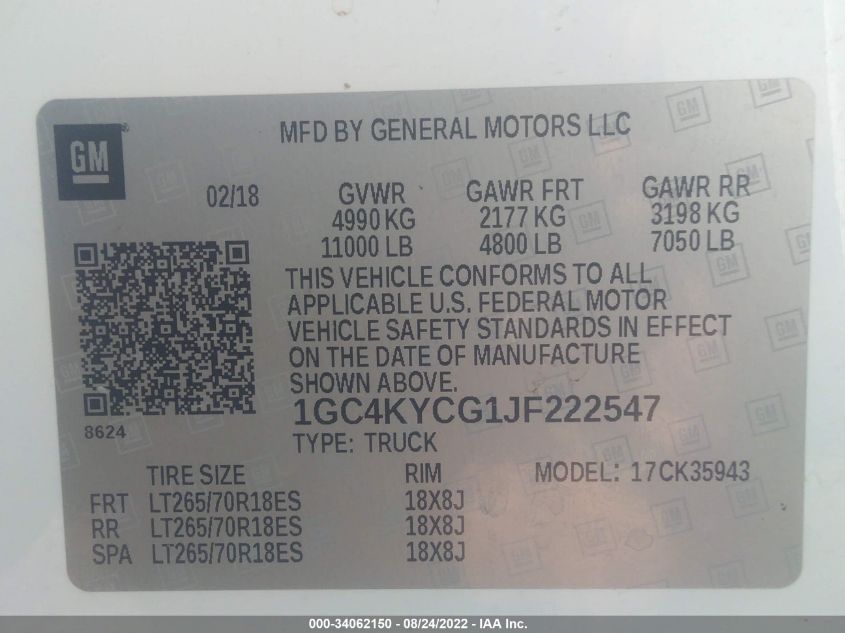 GM
MFD BY GENERAL MOTORS LLC
02/18 GVWR GAWR FRT GAWR RR
4990 KG 2177 KG 3198 KG
11000 LB 4800 LB 7050 LB
THIS VEHICLE CONFORMS TO ALL
APPLICABLE U.S. FEDERAL MOTOR
VEHICLE SAFETY STANDARDS IN EFFECT
ON THE DATE OF MANUFACTURE
SHOWN ABOVE.
1GC4KYCG1JF222547
8624
TYPE: TRUCK
TIRE SIZE RIM MODEL: 17CK35943
FRT LT265/70R18ES 18X8J
RR LT265/70R18ES 18X8J
SPA LT265/70R18ES 18X8J
000-34062150 - 08/24/2022 - IAA Inc.